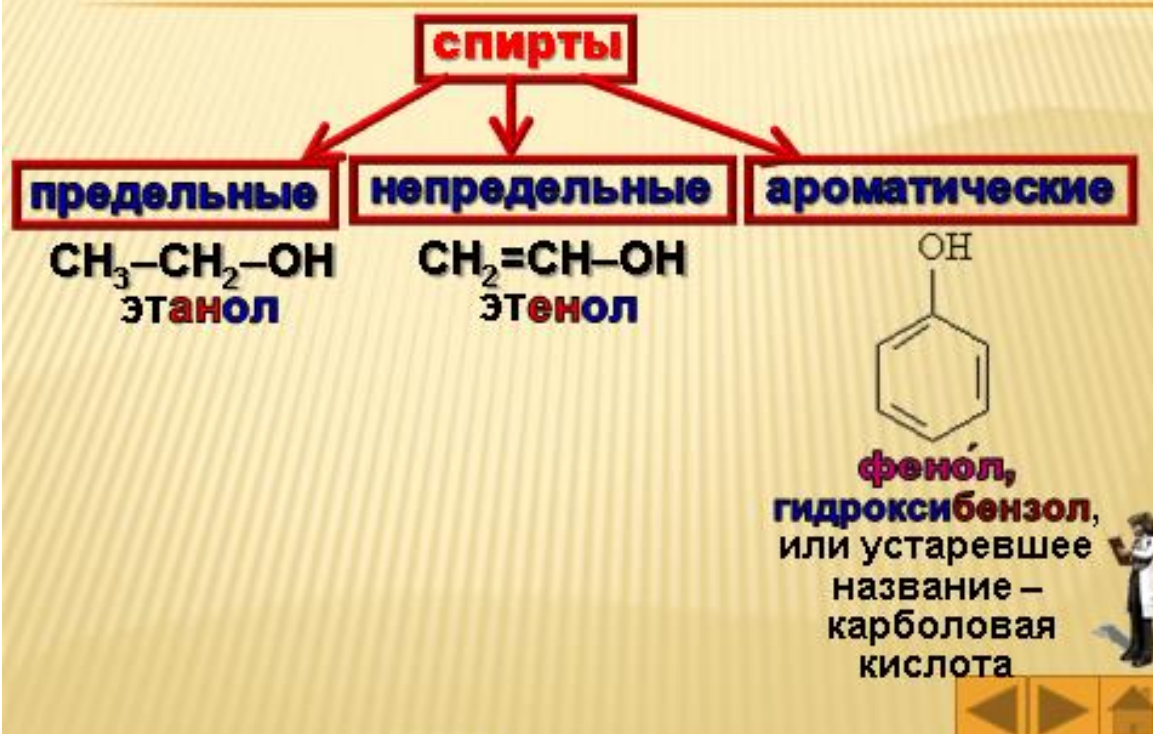 спирты
предельные
непредельные
ароматические
CH₃–CH₂–OH
этанол
CH₂=CH–OH
этенол
OH
фено́л,
гидроксибензол,
или устаревшее
название –
карболовая
кислота